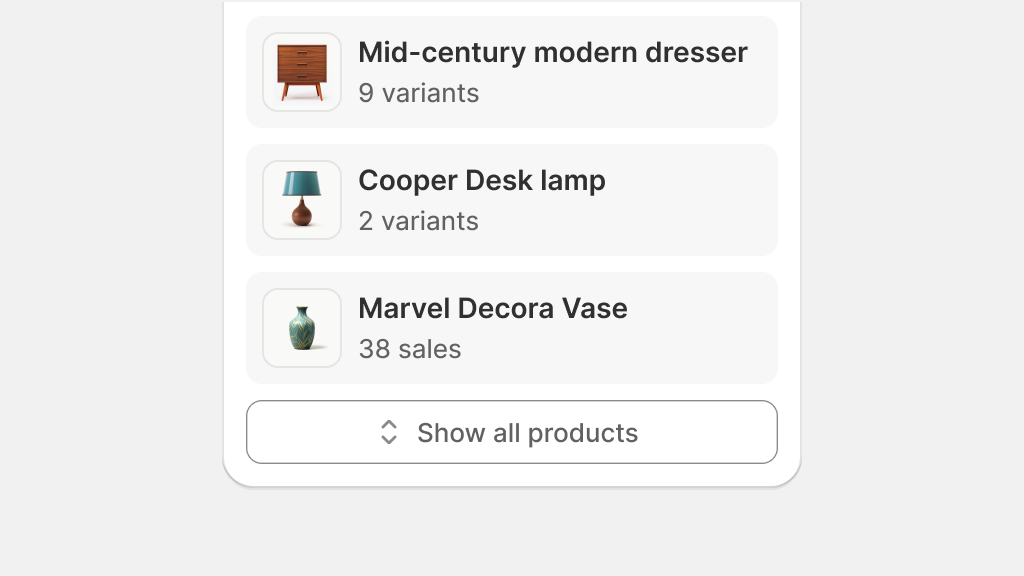 Mid-century modern dresser
9 variants
Cooper Desk lamp
2 variants
Marvel Decora Vase
38 sales
Show all products